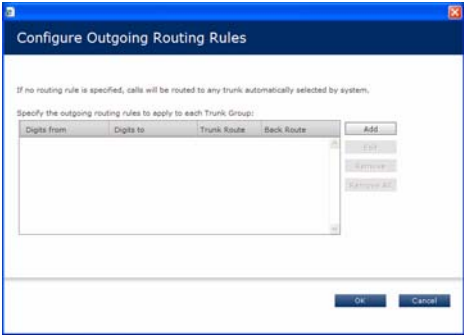 Configure Outgoing Routing Rules
If no routing rule is specified, calls will be routed to any trunk automatically selected by system.
Specify the outgoing routing rules to apply to each Trunk Group:
Digits from Digits to Trunk Route Back Route
Add
Edit
Remove
Remove All
OK Cancel